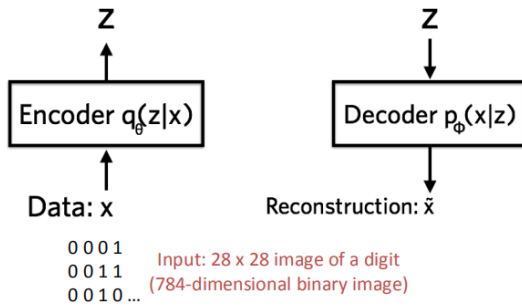 Z
Encoder qθ(z|x)
Data: x
0 0 0 1
0 0 1 1
0 0 1 0 ...
Z
Decoder pϕ(x|z)
Reconstruction: x̃
Input: 28 x 28 image of a digit
(784-dimensional binary image)